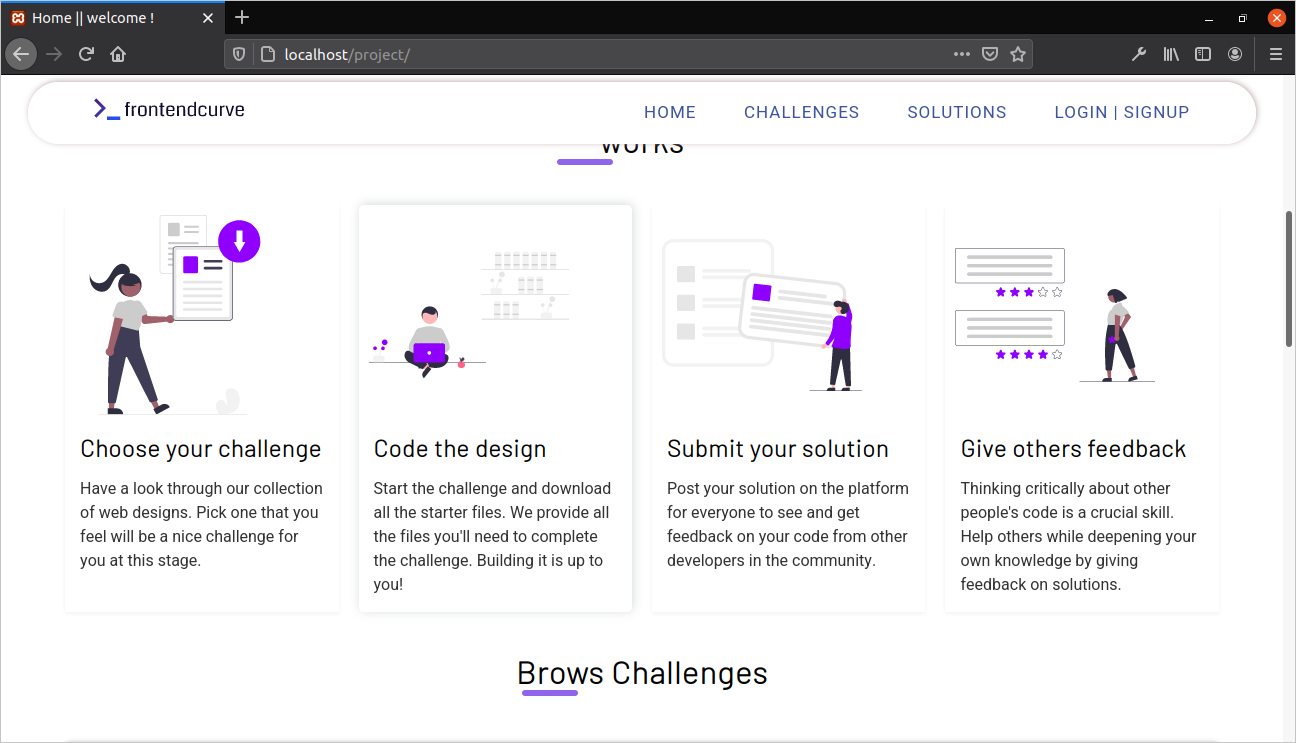 Home || welcome !
localhost/project/
frontendcurve
HOME CHALLENGES SOLUTIONS LOGIN | SIGNUP
Works
Choose your challenge
Have a look through our collection
of web designs. Pick one that you
feel will be a nice challenge for
you at this stage.
Code the design
Start the challenge and download
all the starter files. We provide all
the files you'll need to complete
the challenge. Building it is up to
you!
Submit your solution
Post your solution on the platform
for everyone to see and get
feedback on your code from other
developers in the community.
Give others feedback
Thinking critically about other
people's code is a crucial skill.
Help others while deepening your
own knowledge by giving
feedback on solutions.
Brows Challenges